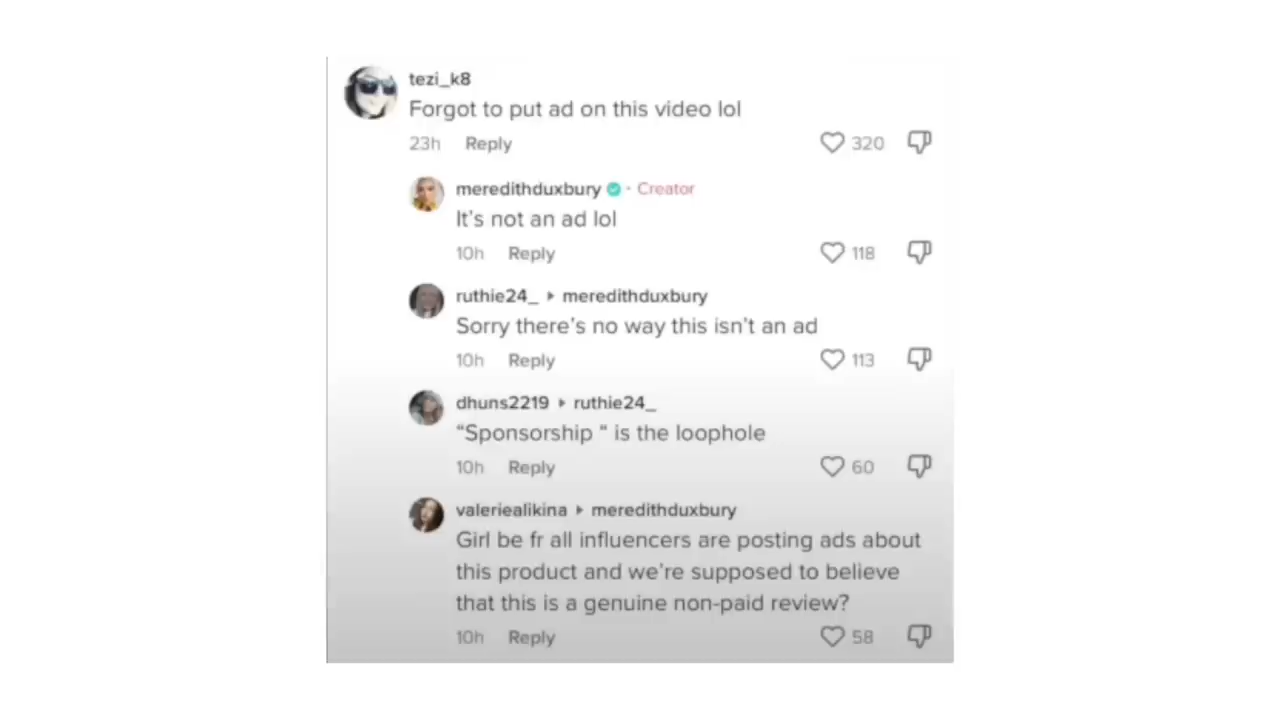 tezi_k8
Forgot to put ad on this video lol
23h Reply 320
meredithduxbury · Creator
It's not an ad lol
10h Reply 118
ruthie24_ ▸ meredithduxbury
Sorry there's no way this isn't an ad
10h Reply 113
dhuns2219 ▸ ruthie24_
“Sponsorship “ is the loophole
10h Reply 60
valeriealikina ▸ meredithduxbury
Girl be fr all influencers are posting ads about
this product and we're supposed to believe
that this is a genuine non-paid review?
10h Reply 58